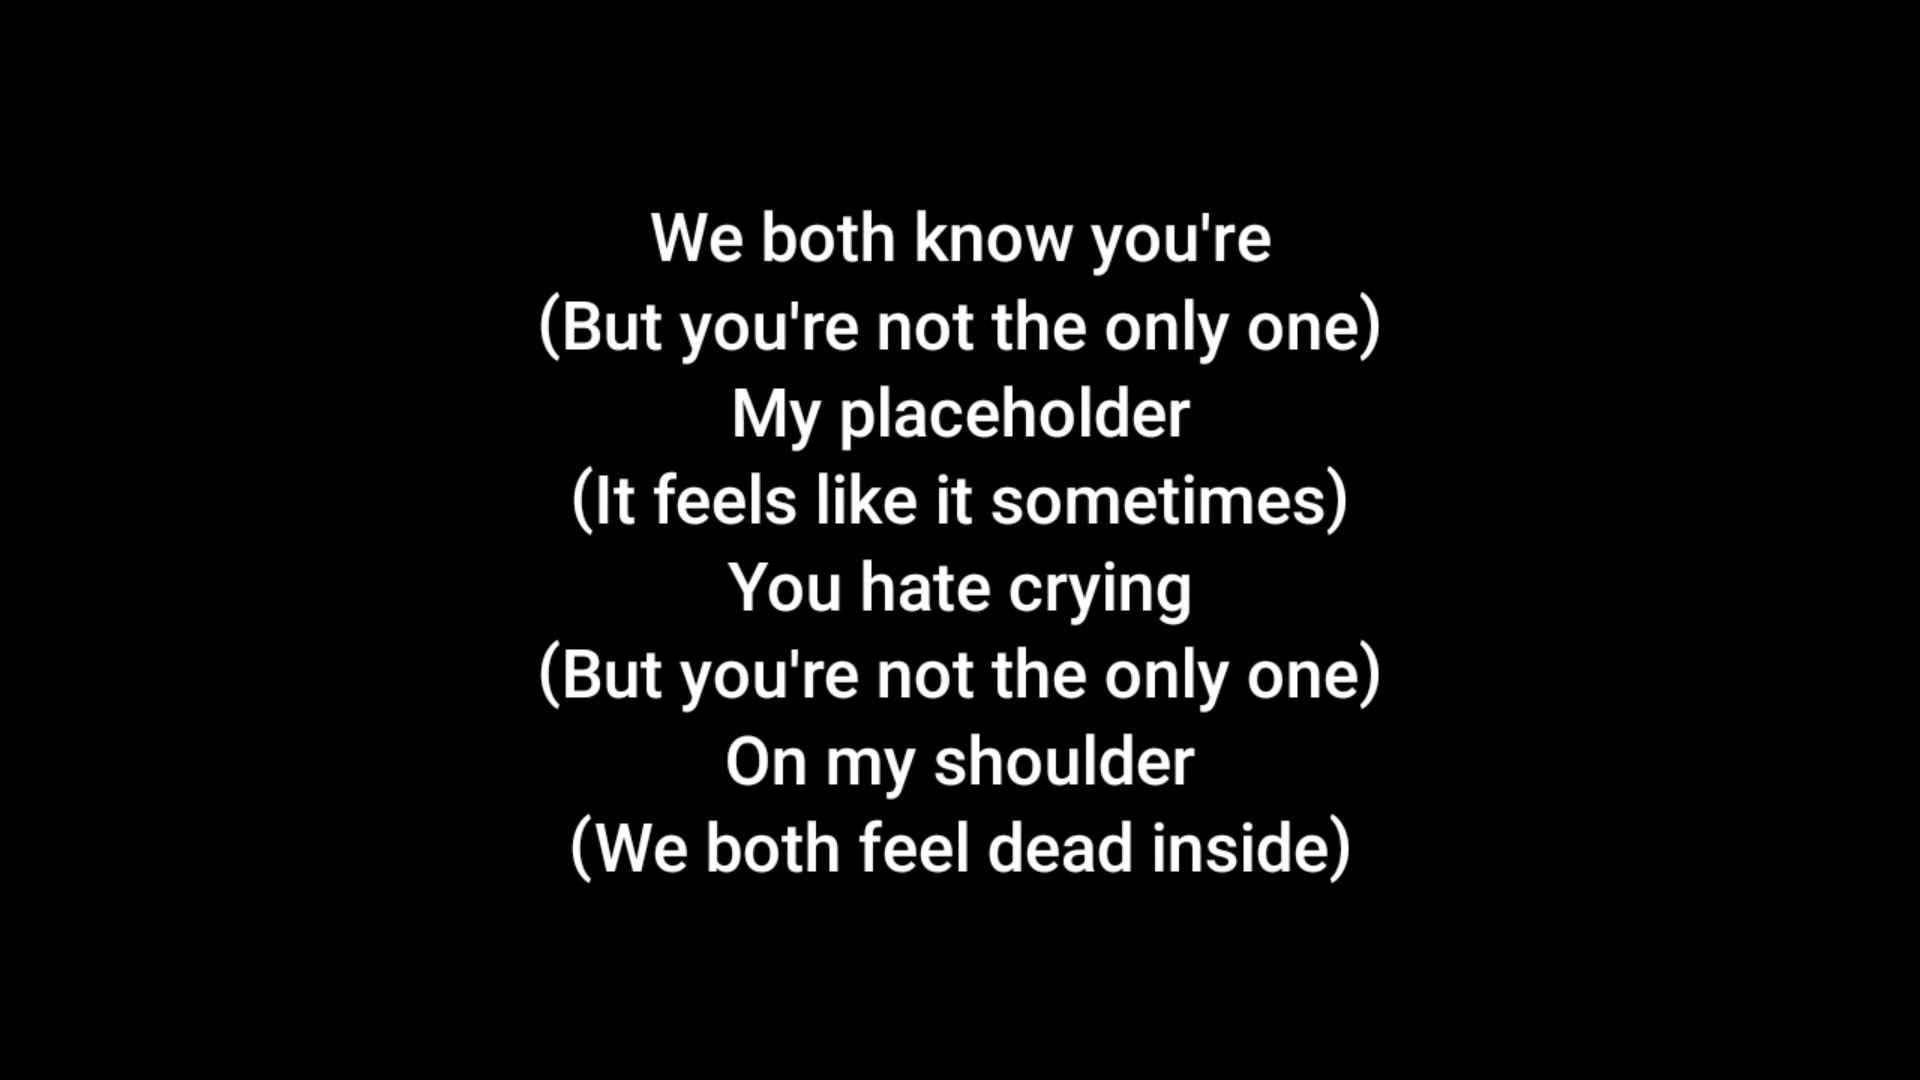 We both know you're
(But you're not the only one)
My placeholder
(It feels like it sometimes)
You hate crying
(But you're not the only one)
On my shoulder
(We both feel dead inside)